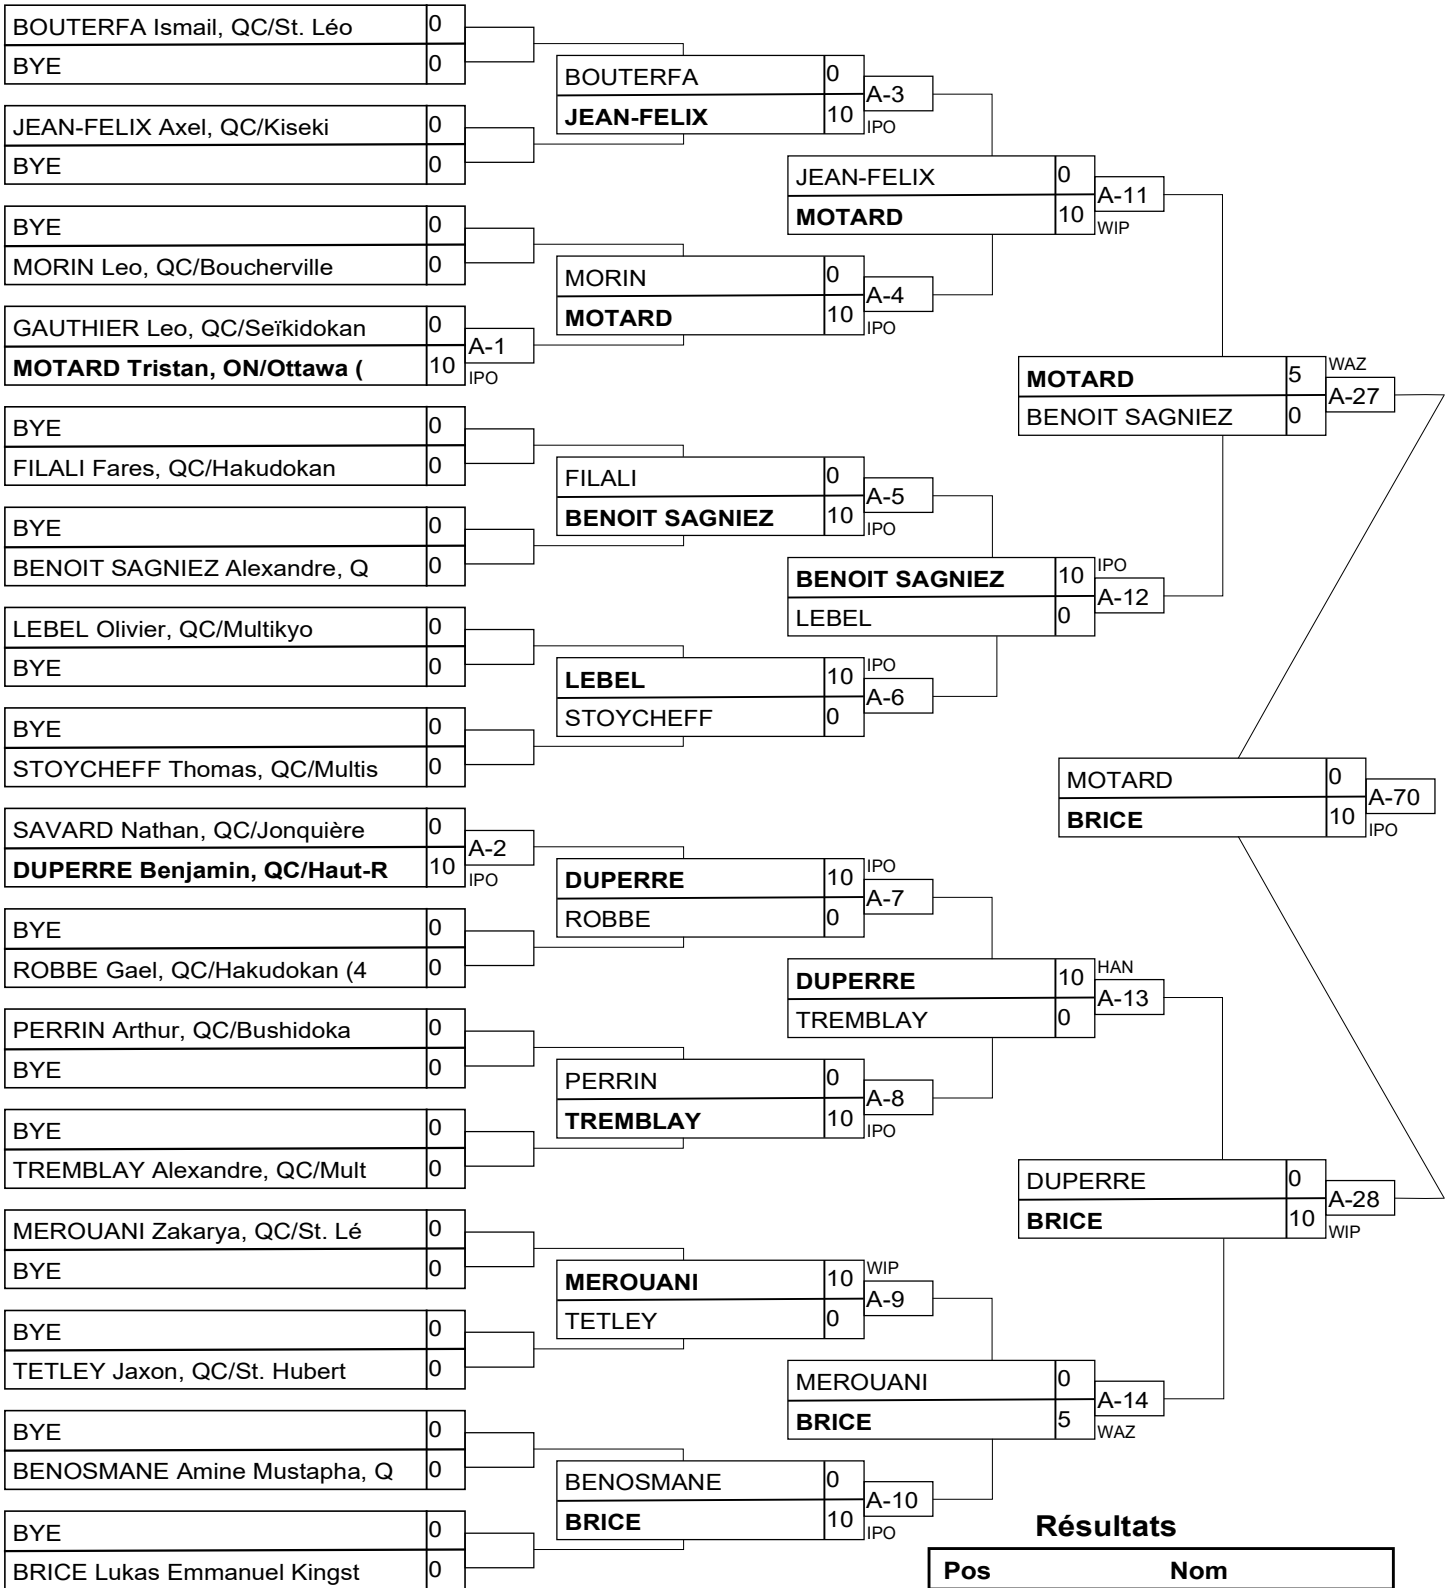 BOUTERFA Ismail, QC/St. Léo 0
BYE 0
JEAN-FELIX Axel, QC/Kiseki 0
BYE 0
BYE 0
MORIN Leo, QC/Boucherville 0
GAUTHIER Leo, QC/Seïkidokan 0
MOTARD Tristan, ON/Ottawa ( 10
A-1
IPO
BYE 0
FILALI Fares, QC/Hakudokan 0
BYE 0
BENOIT SAGNIEZ Alexandre, Q 0
LEBEL Olivier, QC/Multikyo 0
BYE 0
BYE 0
STOYCHEFF Thomas, QC/Multis 0
SAVARD Nathan, QC/Jonquière 0
DUPERRE Benjamin, QC/Haut-R 10
A-2
IPO
BYE 0
ROBBE Gael, QC/Hakudokan (4 0
PERRIN Arthur, QC/Bushidoka 0
BYE 0
BYE 0
TREMBLAY Alexandre, QC/Mult 0
MEROUANI Zakarya, QC/St. Lé 0
BYE 0
BYE 0
TETLEY Jaxon, QC/St. Hubert 0
BYE 0
BENOSMANE Amine Mustapha, Q 0
BYE 0
BRICE Lukas Emmanuel Kingst 0
BOUTERFA 0
JEAN-FELIX 10
A-3
IPO
MORIN 0
MOTARD 10
A-4
IPO
FILALI 0
BENOIT SAGNIEZ 10
A-5
IPO
LEBEL 10
STOYCHEFF 0
IPO
A-6
DUPERRE 10
ROBBE 0
IPO
A-7
PERRIN 0
TREMBLAY 10
A-8
IPO
MEROUANI 10
TETLEY 0
WIP
A-9
BENOSMANE 0
BRICE 10
A-10
IPO
JEAN-FELIX 0
MOTARD 10
A-11
WIP
BENOIT SAGNIEZ 10
LEBEL 0
IPO
A-12
DUPERRE 10
TREMBLAY 0
HAN
A-13
MEROUANI 0
BRICE 5
A-14
WAZ
MOTARD 5
BENOIT SAGNIEZ 0
WAZ
A-27
DUPERRE 0
BRICE 10
A-28
WIP
MOTARD 0
BRICE 10
A-70
IPO
Résultats
Pos Nom